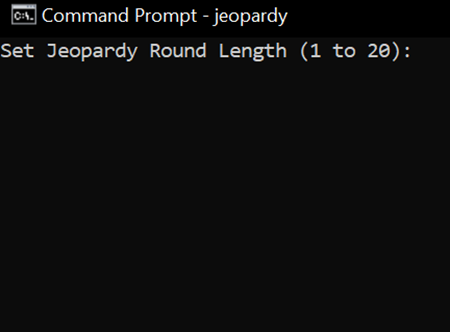 Command Prompt - jeopardy
Set Jeopardy Round Length (1 to 20):